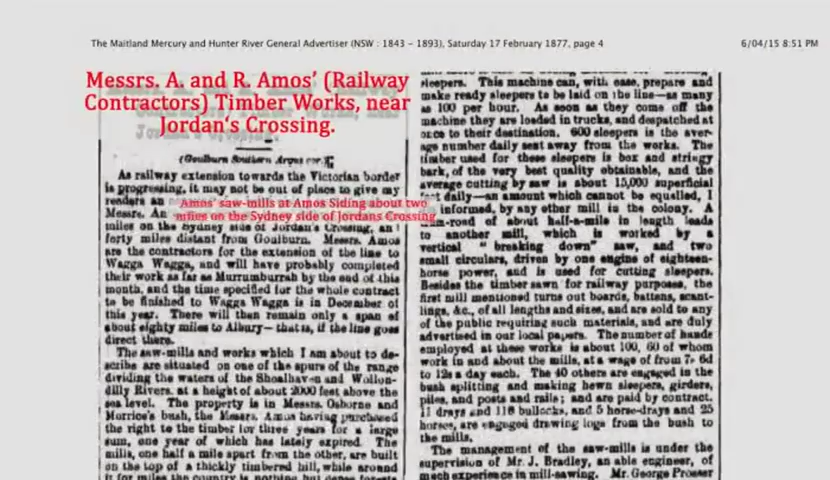 The Maitland Mercury and Hunter River General Advertiser (NSW : 1843 - 1893), Saturday 17 February 1877, page 4
6/04/15 8:51 PM
Messrs. A. and R. Amos' (Railway
Contractors) Timber Works, near
Jordan's Crossing.
(Goulburn Southern Argus cor.)
As railway extension towards the Victorian border
is progressing, it may not be out of place to give my
readers an
Amos' saw-mills at Amos Siding about two
Messrs. Am
miles on the Sydney side of Jordans Crossing
miles on the Sydney side of Jordan's Crossing, an
forty miles distant from Goulburn. Messrs. Amos
are the contractors for the extension of the line to
Wagga Wagga, and will have probably completed
their work as far as Murrumburrah by the end of this
month, and the time specified for the whole contract
to be finished to Wagga Wagga is in December of
this year. There will then remain only a span of
about eighty miles to Albury—that is, if the line goes
direct there.
The saw-mills and works which I am about to de-
scribe are situated on one of the spurs of the range
dividing the waters of the Shoalhaven and Wollon-
dilly Rivers, at a height of about 2000 feet above the
sea level. The property is in Messrs. Osborne and
Morrice's bush, the Messrs. Amos having purchased
the right to the timber for three years for a large
sum, one year of which has lately expired. The
mills, one half a mile apart from the other, are built
on the top of a thickly timbered hill, while around
it for miles the country is nothing but dense forests
sleepers. This machine can, with ease, prepare and
make ready sleepers to be laid on the line—as many
as 100 per hour. As soon as they come off the
machine they are loaded in trucks, and despatched at
once to their destination. 600 sleepers is the aver-
age number daily sent away from the works. The
timber used for these sleepers is box and stringy
bark, of the very best quality obtainable, and the
average cutting by saw is about 15,000 superficial
feet daily—an amount which cannot be equalled, I
informed, by any other mill in the colony. A
tram-road of about half-a-mile in length leads
to another mill, which is worked by a
vertical "breaking down" saw, and two
small circulars, driven by one engine of eighteen-
horse power, and is used for cutting sleepers.
Besides the timber sawn for railway purposes, the
first mill mentioned turns out boards, battens, scant-
lings, &c., of all lengths and sizes, and are sold to any
of the public requiring such materials, and are duly
advertised in our local papers. The number of hands
employed at these works is about 100, 60 of whom
work in and about the mills, at a wage of from 7s 6d
to 12s a day each. The 40 others are engaged in the
bush splitting and making hewn sleepers, girders,
piles, and posts and rails; and are paid by contract.
11 drays and 118 bullocks, and 5 horse-drays and 25
horses, are engaged drawing logs from the bush to
the mills.
The management of the saw-mills is under the
supervision of Mr. J. Bradley, an able engineer, of
much experience in mill-sawing. Mr. George Prosser